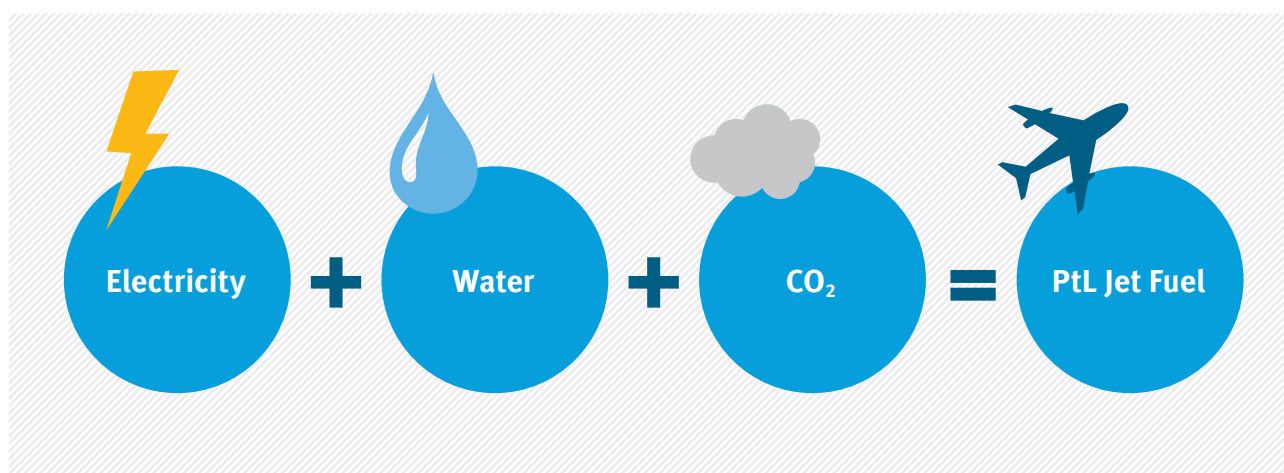 Electricity + Water + CO₂ = PtL Jet Fuel